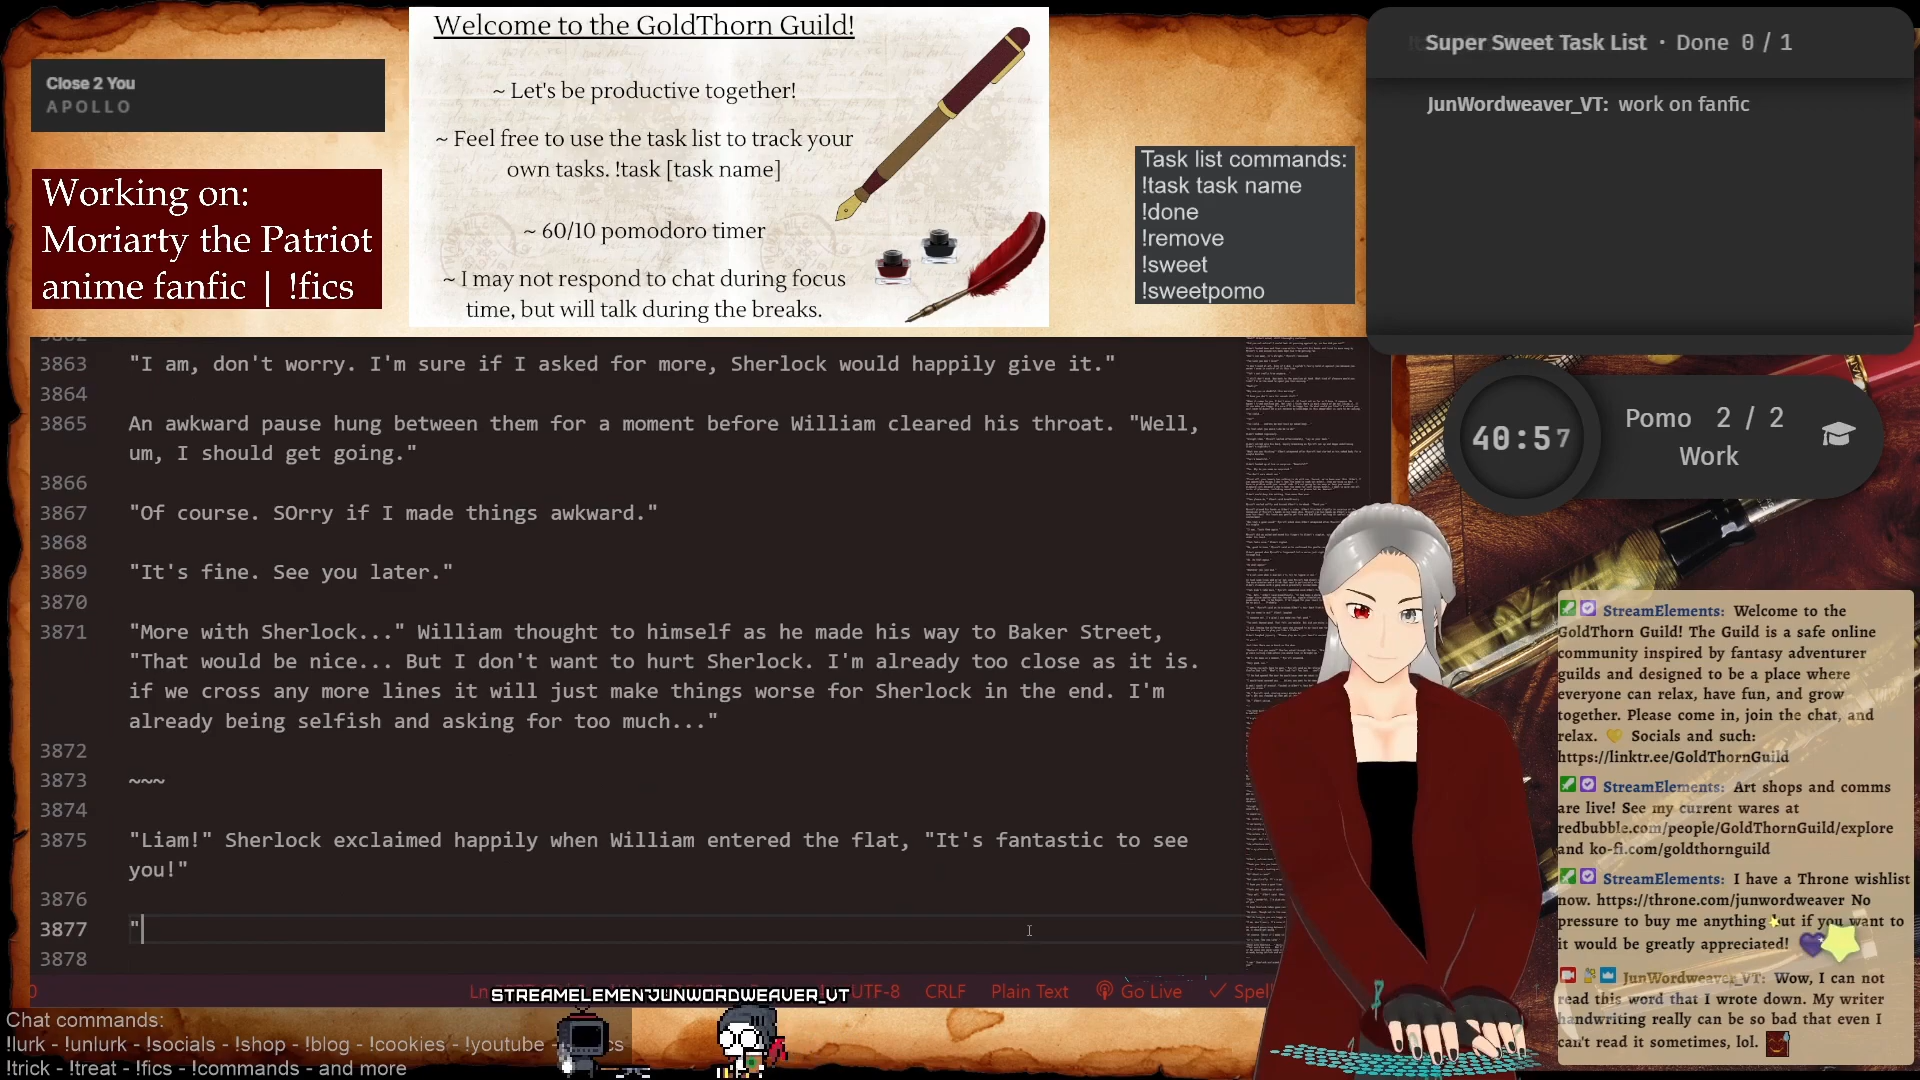 Close 2 You
APOLLO
Working on:
Moriarty the Patriot
anime fanfic | !fics
Welcome to the GoldThorn Guild!
~ Let's be productive together!
~ Feel free to use the task list to track your
own tasks. !task [task name]
~ 60/10 pomodoro timer
~ I may not respond to chat during focus
time, but will talk during the breaks.
Task list commands:
!task task name
!done
!remove
!sweet
!sweetpomo
Super Sweet Task List · Done 0 / 1
JunWordweaver_VT: work on fanfic
40:57
Pomo 2 / 2
Work
3863 "I am, don't worry. I'm sure if I asked for more, Sherlock would happily give it."
3864
3865 An awkward pause hung between them for a moment before William cleared his throat. "Well,
um, I should get going."
3866
3867 "Of course. SOrry if I made things awkward."
3868
3869 "It's fine. See you later."
3870
3871 "More with Sherlock..." William thought to himself as he made his way to Baker Street,
"That would be nice... But I don't want to hurt Sherlock. I'm already too close as it is.
if we cross any more lines it will just make things worse for Sherlock in the end. I'm
already being selfish and asking for too much..."
3872
3873 ~~~
3874
3875 "Liam!" Sherlock exclaimed happily when William entered the flat, "It's fantastic to see
you!"
3876
3877 "
3878
UTF-8 CRLF Plain Text Go Live
JUNWORDWEAVER_VT
Chat commands:
!lurk - !unlurk - !socials - !shop - !blog - !cookies - !youtube -
!trick - !treat - !fics - !commands - and more
StreamElements: Welcome to the
GoldThorn Guild! The Guild is a safe online
community inspired by fantasy adventurer
guilds and designed to be a place where
everyone can relax, have fun, and grow
together. Please come in, join the chat, and
relax. 💛 Socials and such:
https://linktr.ee/GoldThornGuild
StreamElements: Art shops and comms
are live! See my current wares at
redbubble.com/people/GoldThornGuild/explore
and ko-fi.com/goldthornguild
StreamElements: I have a Throne wishlist
now. https://throne.com/junwordweaver No
pressure to buy me anything but if you want to
it would be greatly appreciated!
JunWordweaver_VT: Wow, I can not
read this word that I wrote down. My writer
handwriting really can be so bad that even I
can't read it sometimes, lol.